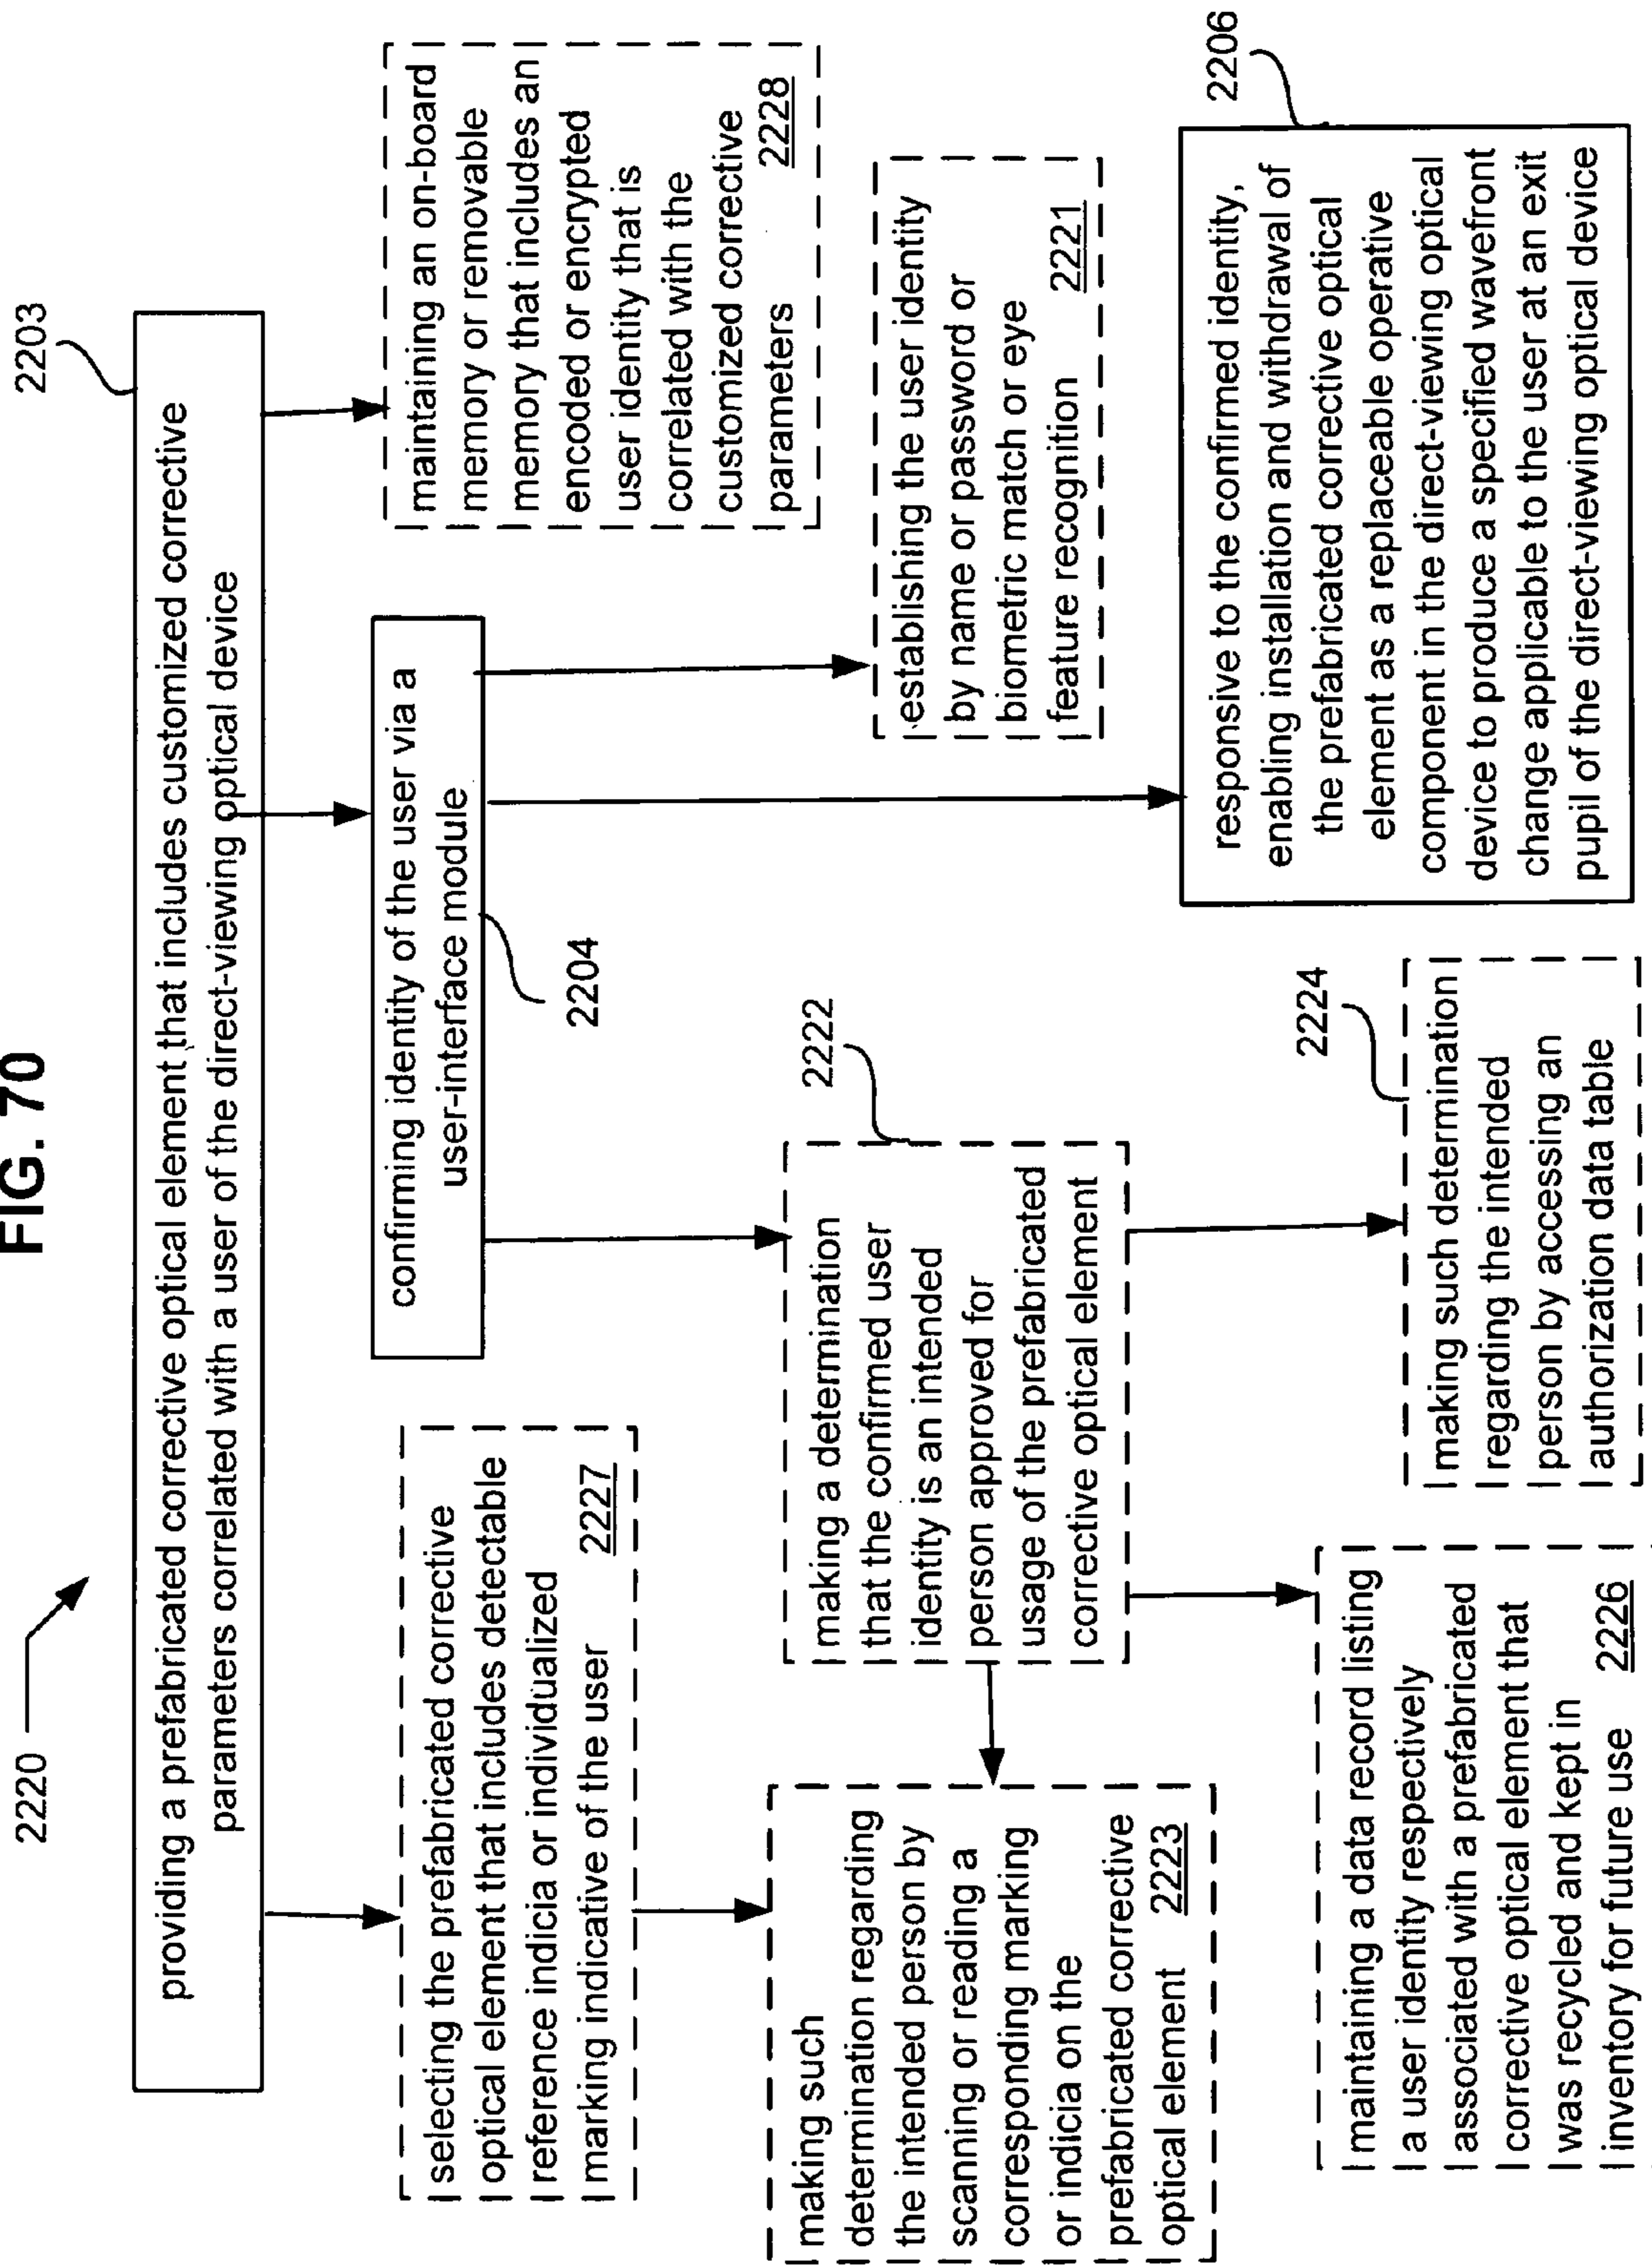 FIG. 70
2220
2203
providing a prefabricated corrective optical element that includes customized corrective
parameters correlated with a user of the direct-viewing optical device
selecting the prefabricated corrective
optical element that includes detectable
reference indicia or individualized
marking indicative of the user 2227
confirming identity of the user via a
user-interface module
2204
maintaining an on-board
memory or removable
memory that includes an
encoded or encrypted
user identity that is
correlated with the
customized corrective
parameters 2228
making such
determination regarding
the intended person by
scanning or reading a
corresponding marking
or indicia on the
prefabricated corrective
optical element 2223
2222
making a determination
that the confirmed user
identity is an intended
person approved for
usage of the prefabricated
corrective optical element
establishing the user identity
by name or password or
biometric match or eye
feature recognition 2221
maintaining a data record listing
a user identity respectively
associated with a prefabricated
corrective optical element that
was recycled and kept in
inventory for future use 2226
2224
making such determination
regarding the intended
person by accessing an
authorization data table
2206
responsive to the confirmed identity,
enabling installation and withdrawal of
the prefabricated corrective optical
element as a replaceable operative
component in the direct-viewing optical
device to produce a specified wavefront
change applicable to the user at an exit
pupil of the direct-viewing optical device